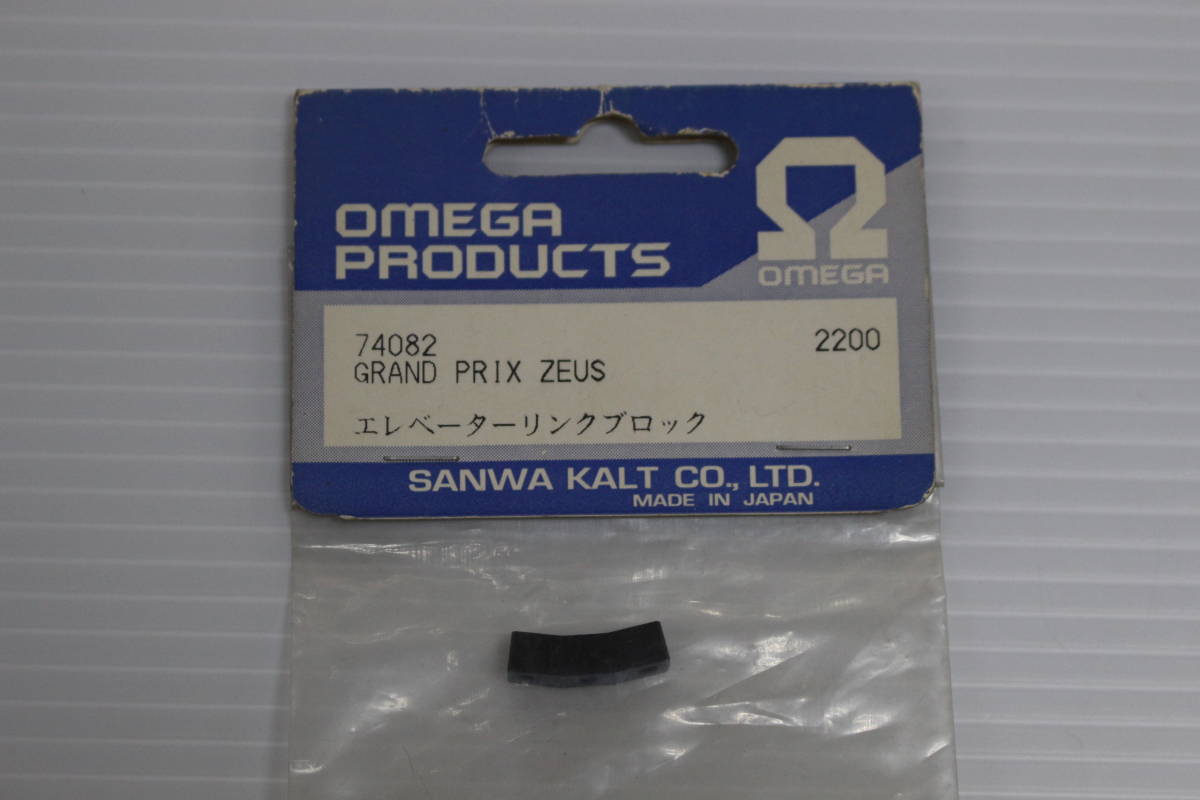 OMEGA
PRODUCTS
OMEGA
74082 2200
GRAND PRIX ZEUS
エレベーターリンクブロック
SANWA KALT CO., LTD.
MADE IN JAPAN